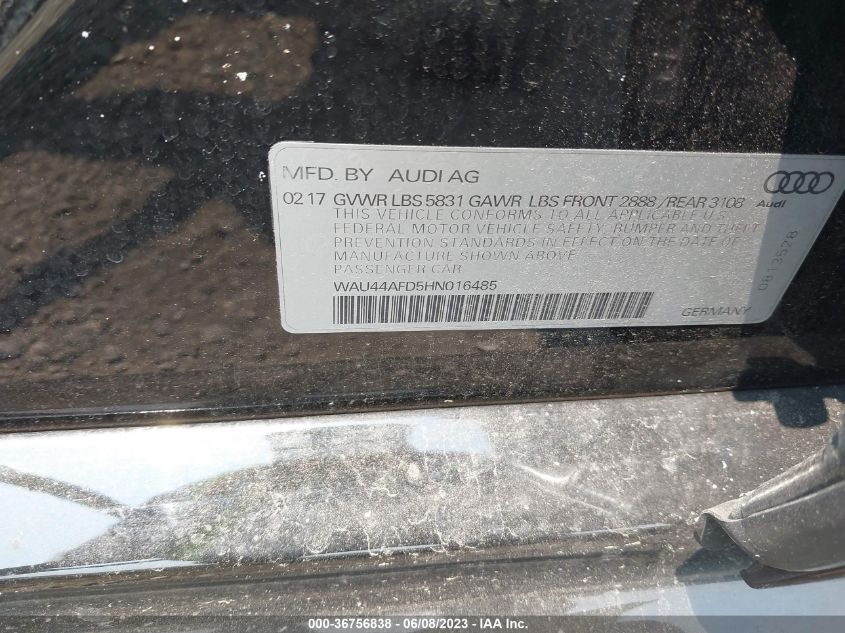 MFD. BY AUDI AG
02 17 GVWR LBS 5831 GAWR LBS FRONT 2888 / REAR 3108
THIS VEHICLE CONFORMS TO ALL APPLICABLE U.S.
FEDERAL MOTOR VEHICLE SAFETY, BUMPER AND THEFT
PREVENTION STANDARDS IN EFFECT ON THE DATE OF
MANUFACTURE SHOWN ABOVE.
PASSENGER CAR
WAU44AFD5HN016485
Audi
0813528
GERMANY
000-36756838 - 06/08/2023 - IAA Inc.